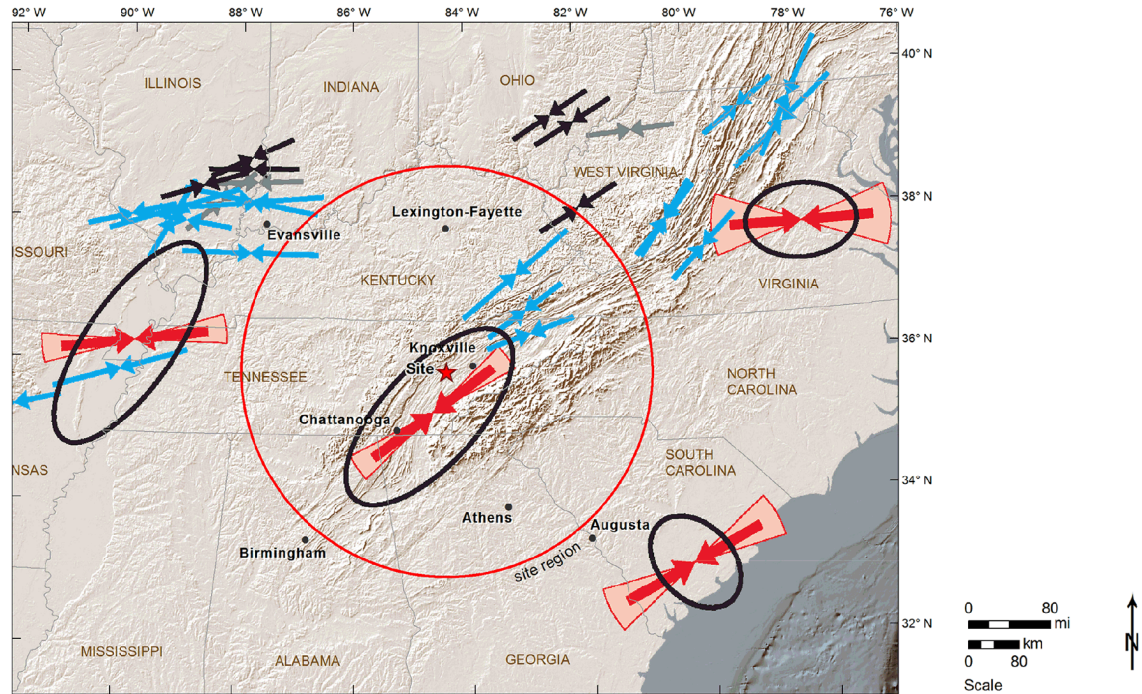 92° W 90° W 88° W 86° W 84° W 82° W 80° W 78° W 76° W
40° N
ILLINOIS
INDIANA
OHIO
WEST VIRGINIA
38° N
Lexington-Fayette
Evansville
SSOURI
KENTUCKY
VIRGINIA
36° N
Knoxville
Site
TENNESSEE
NORTH
CAROLINA
Chattanooga
NSAS
SOUTH
CAROLINA
34° N
Athens
Augusta
Birmingham
site region
32° N
MISSISSIPPI
ALABAMA
GEORGIA
0 80
mi
km
0 80
Scale
N